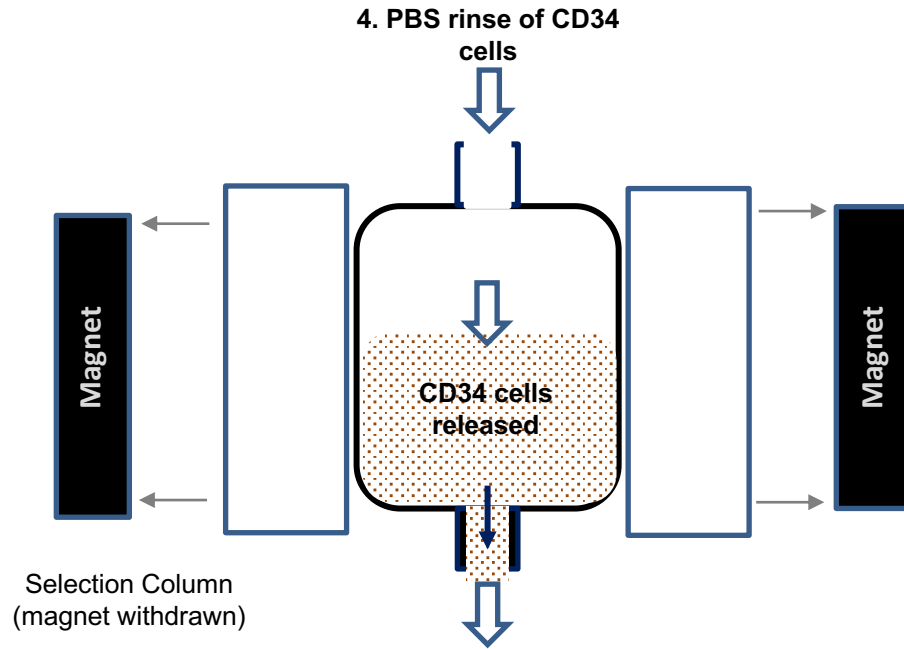 4. PBS rinse of CD34
cells
Magnet
Magnet
CD34 cells
released
Selection Column
(magnet withdrawn)